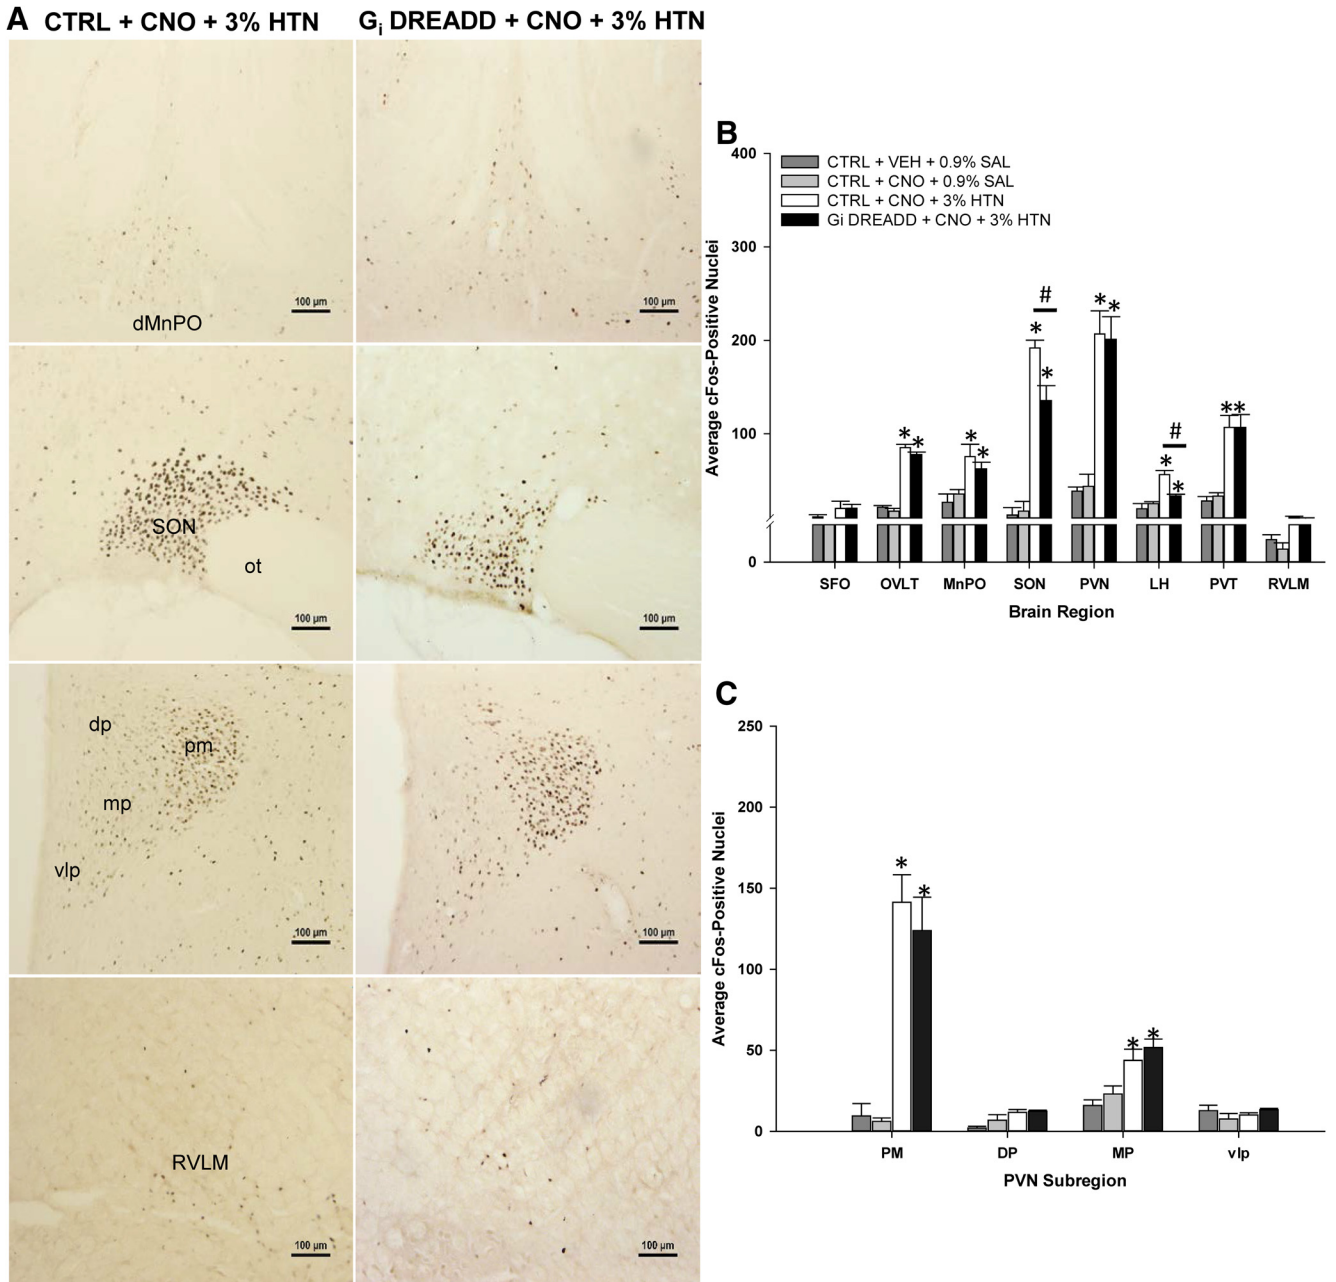 A CTRL + CNO + 3% HTN Gi DREADD + CNO + 3% HTN
100 µm
dMnPO
100 µm
SON
ot
100 µm
100 µm
dp
pm
mp
vlp
100 µm
100 µm
RVLM
100 µm
100 µm
B
400
300
200
100
0
Average cFos-Positive Nuclei
CTRL + VEH + 0.9% SAL
CTRL + CNO + 0.9% SAL
CTRL + CNO + 3% HTN
Gi DREADD + CNO + 3% HTN
* * * * * # * * * * # * **
SFO OVLT MnPO SON PVN LH PVT RVLM
Brain Region
C
250
200
150
100
50
0
Average cFos-Positive Nuclei
* * * *
PM DP MP vlp
PVN Subregion